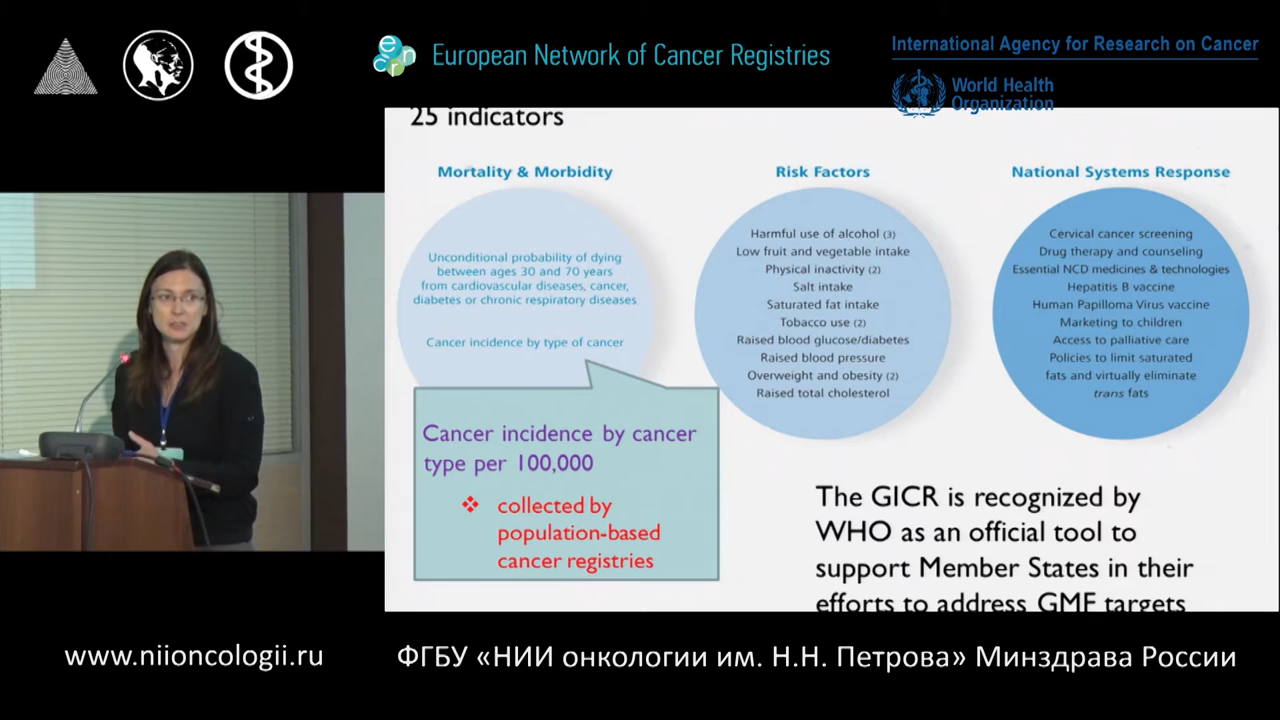 European Network of Cancer Registries
International Agency for Research on Cancer
World Health
Organization
25 indicators
Mortality & Morbidity
Unconditional probability of dying
between ages 30 and 70 years
from cardiovascular diseases, cancer,
diabetes or chronic respiratory diseases
Cancer incidence by type of cancer
Risk Factors
Harmful use of alcohol (3)
Low fruit and vegetable intake
Physical inactivity (2)
Salt intake
Saturated fat intake
Tobacco use (2)
Raised blood glucose/diabetes
Raised blood pressure
Overweight and obesity (2)
Raised total cholesterol
National Systems Response
Cervical cancer screening
Drug therapy and counseling
Essential NCD medicines & technologies
Hepatitis B vaccine
Human Papilloma Virus vaccine
Marketing to children
Access to palliative care
Policies to limit saturated
fats and virtually eliminate
trans fats
Cancer incidence by cancer
type per 100,000
❖ collected by
population-based
cancer registries
The GICR is recognized by
WHO as an official tool to
support Member States in their
efforts to address GMF targets
www.niioncologii.ru
ФГБУ «НИИ онкологии им. Н.Н. Петрова» Минздрава России